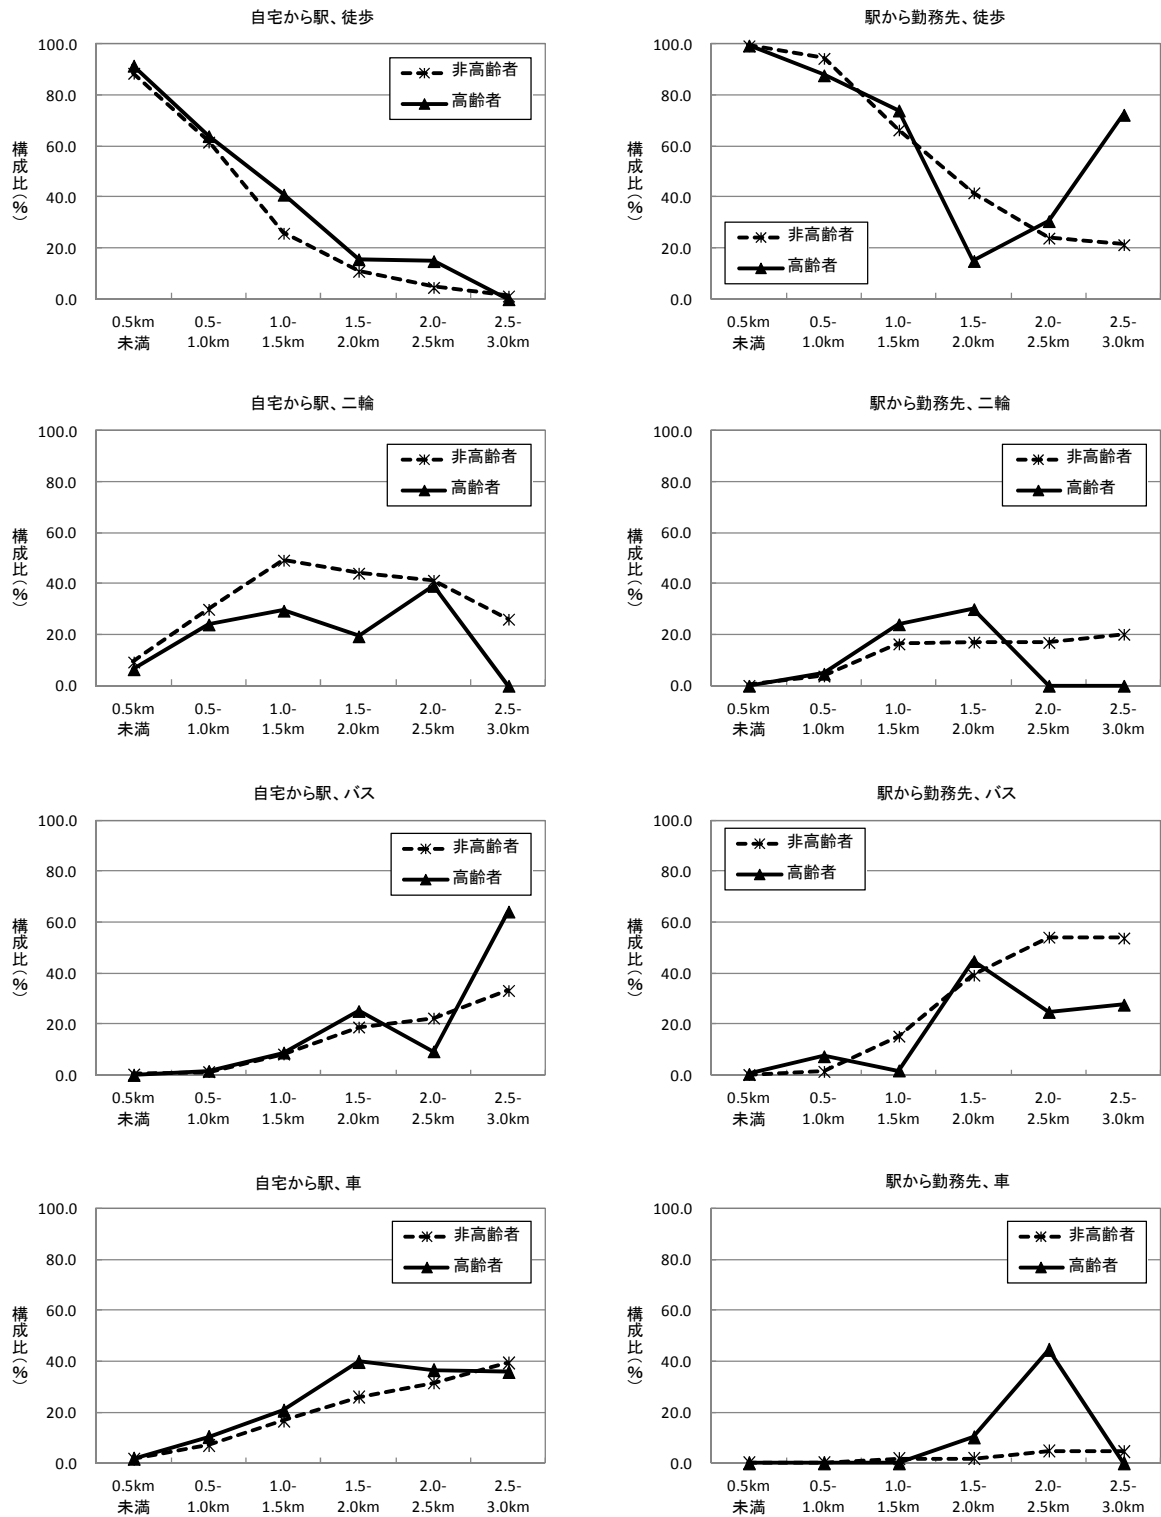 自宅から駅、徒歩
100.0
80.0
60.0
40.0
20.0
0.0
構成比(%)
非高齢者
高齢者
0.5km
未満
0.5-
1.0km
1.0-
1.5km
1.5-
2.0km
2.0-
2.5km
2.5-
3.0km
駅から勤務先、徒歩
100.0
80.0
60.0
40.0
20.0
0.0
構成比(%)
非高齢者
高齢者
0.5km
未満
0.5-
1.0km
1.0-
1.5km
1.5-
2.0km
2.0-
2.5km
2.5-
3.0km
自宅から駅、二輪
100.0
80.0
60.0
40.0
20.0
0.0
構成比(%)
非高齢者
高齢者
0.5km
未満
0.5-
1.0km
1.0-
1.5km
1.5-
2.0km
2.0-
2.5km
2.5-
3.0km
駅から勤務先、二輪
100.0
80.0
60.0
40.0
20.0
0.0
構成比(%)
非高齢者
高齢者
0.5km
未満
0.5-
1.0km
1.0-
1.5km
1.5-
2.0km
2.0-
2.5km
2.5-
3.0km
自宅から駅、バス
100.0
80.0
60.0
40.0
20.0
0.0
構成比(%)
非高齢者
高齢者
0.5km
未満
0.5-
1.0km
1.0-
1.5km
1.5-
2.0km
2.0-
2.5km
2.5-
3.0km
駅から勤務先、バス
100.0
80.0
60.0
40.0
20.0
0.0
構成比(%)
非高齢者
高齢者
0.5km
未満
0.5-
1.0km
1.0-
1.5km
1.5-
2.0km
2.0-
2.5km
2.5-
3.0km
自宅から駅、車
100.0
80.0
60.0
40.0
20.0
0.0
構成比(%)
非高齢者
高齢者
0.5km
未満
0.5-
1.0km
1.0-
1.5km
1.5-
2.0km
2.0-
2.5km
2.5-
3.0km
駅から勤務先、車
100.0
80.0
60.0
40.0
20.0
0.0
構成比(%)
非高齢者
高齢者
0.5km
未満
0.5-
1.0km
1.0-
1.5km
1.5-
2.0km
2.0-
2.5km
2.5-
3.0km